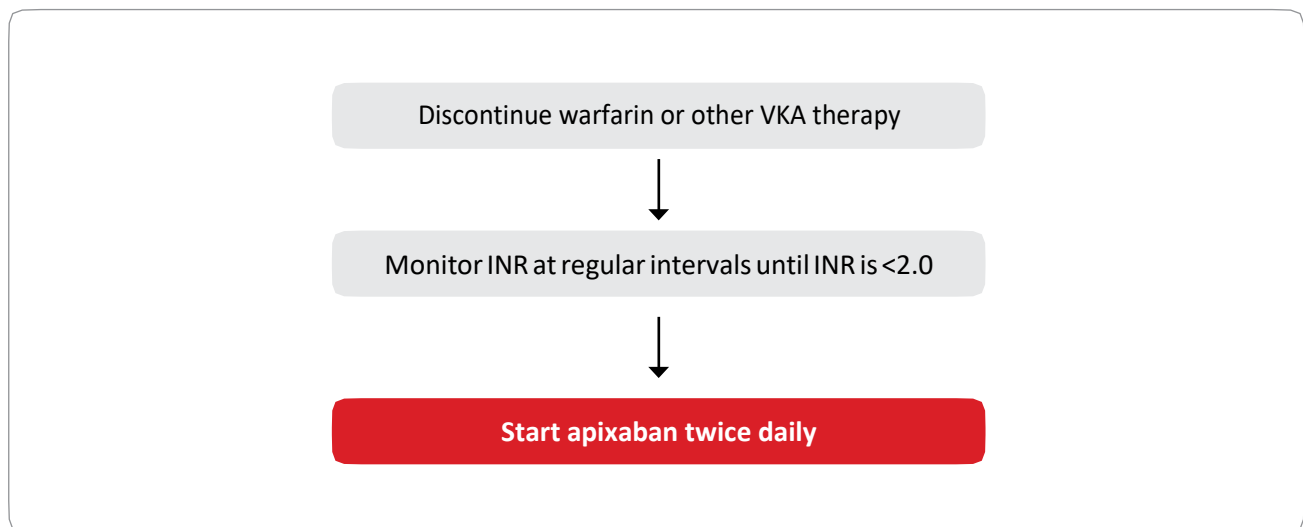 Discontinue warfarin or other VKA therapy
Monitor INR at regular intervals until INR is <2.0
Start apixaban twice daily